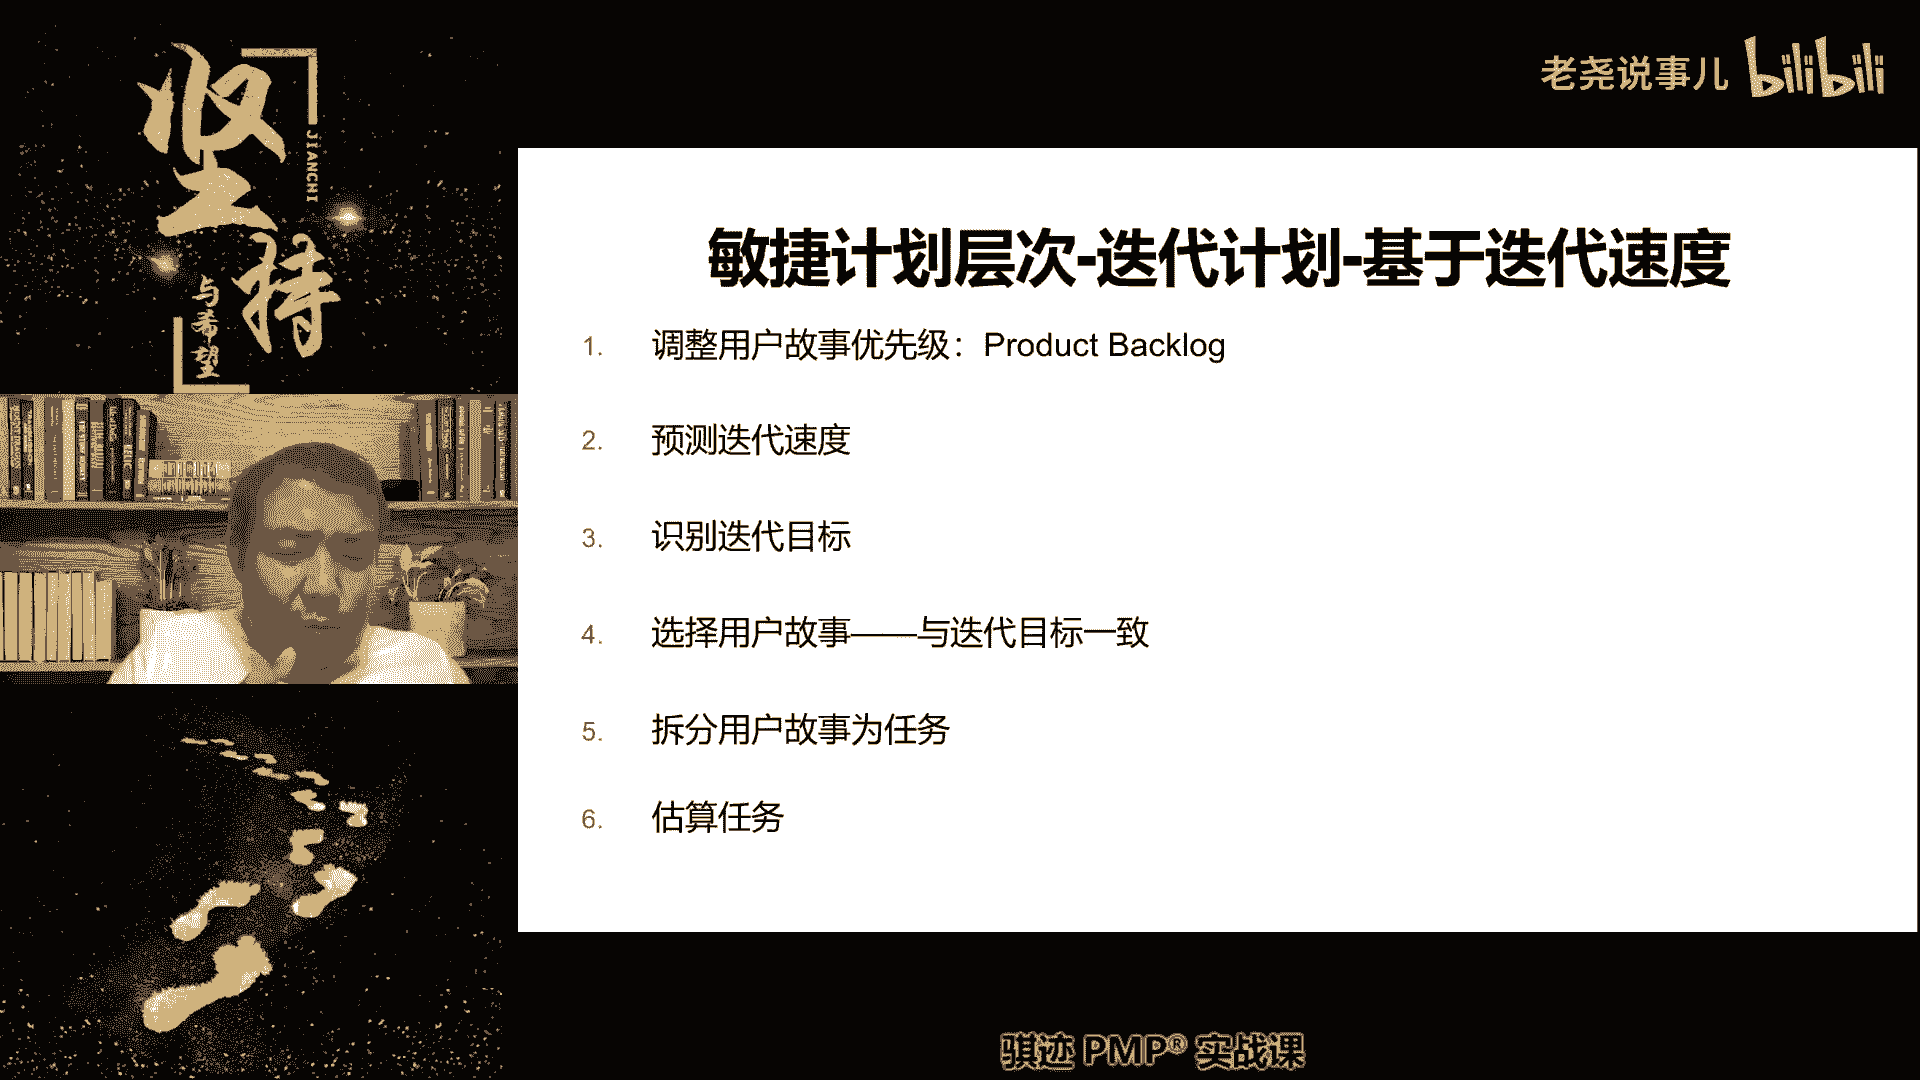 坚持
JIANCHI
与希望
老尧说事儿 bilibili
敏捷计划层次-迭代计划-基于迭代速度
1. 调整用户故事优先级：Product Backlog
2. 预测迭代速度
3. 识别迭代目标
4. 选择用户故事——与迭代目标一致
5. 拆分用户故事为任务
6. 估算任务
骐迹 PMP® 实战课